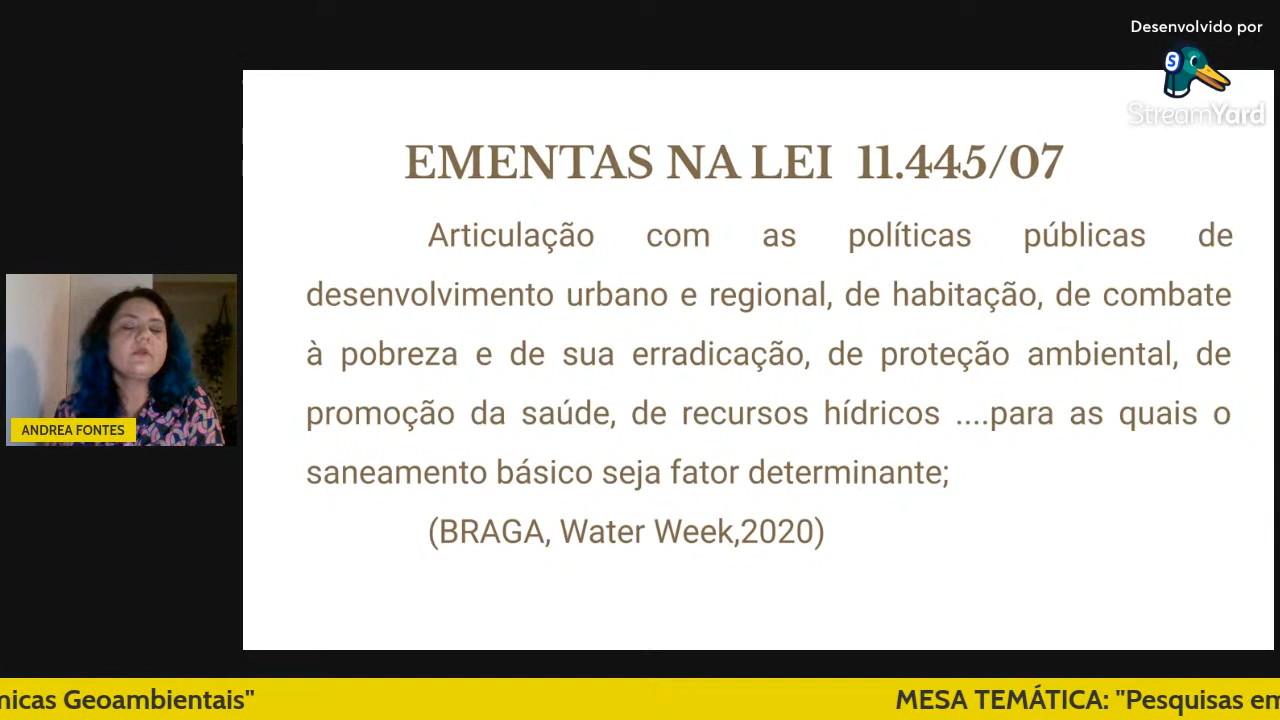 Desenvolvido por
StreamYard
EMENTAS NA LEI 11.445/07
Articulação com as políticas públicas de
desenvolvimento urbano e regional, de habitação, de combate
à pobreza e de sua erradicação, de proteção ambiental, de
promoção da saúde, de recursos hídricos ....para as quais o
saneamento básico seja fator determinante;
(BRAGA, Water Week,2020)
ANDREA FONTES
micas Geoambientais" MESA TEMÁTICA: "Pesquisas em